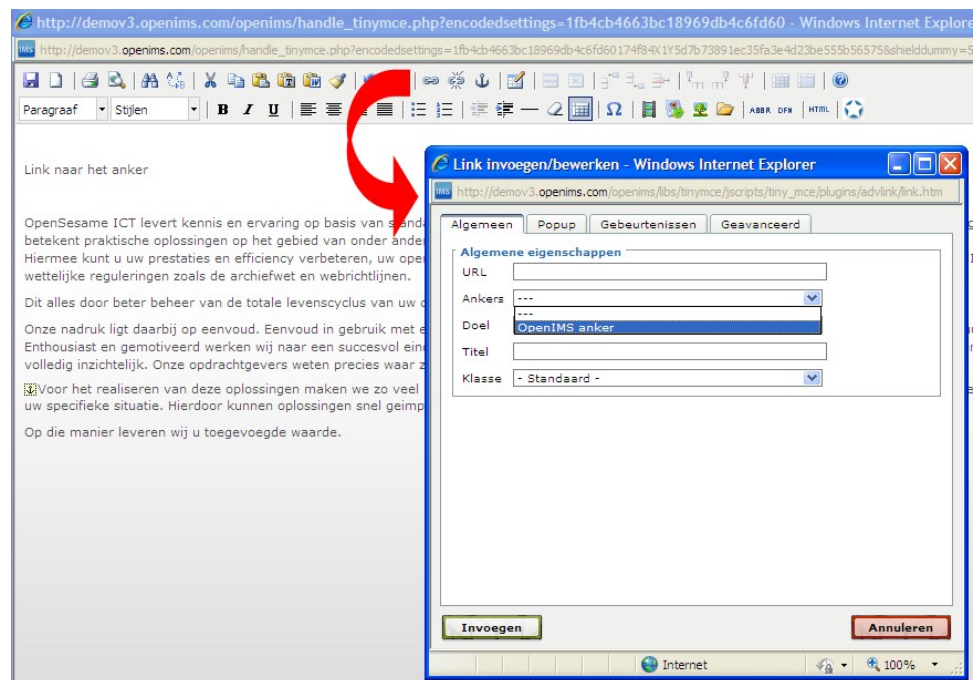 http://demov3.openims.com/openims/handle_tinymce.php?encodedsettings=1fb4cb4663bc18969db4c6fd60 - Windows Internet Explore
http://demov3.openims.com/openims/handle_tinymce.php?encodedsettings=1fb4cb4663bc18969db4c6fd60174f84X1Y5d7b73891ec35fa3e4d23be555b56575&shielddummy=5
Paragraaf Stijlen B I U ABBR DFN HTML
Link naar het anker
OpenSesame ICT levert kennis en ervaring op basis van standa
betekent praktische oplossingen op het gebied van onder ander
Hiermee kunt u uw prestaties en efficiency verbeteren, uw oper
wettelijke reguleringen zoals de archiefwet en webrichtlijnen.
Dit alles door beter beheer van de totale levenscyclus van uw
Onze nadruk ligt daarbij op eenvoud. Eenvoud in gebruik met e
Enthousiast en gemotiveerd werken wij naar een succesvol ein
volledig inzichtelijk. Onze opdrachtgevers weten precies waar z
Voor het realiseren van deze oplossingen maken we zo veel
uw specifieke situatie. Hierdoor kunnen oplossingen snel geimp
Op die manier leveren wij u toegevoegde waarde.
Link invoegen/bewerken - Windows Internet Explorer
http://demov3.openims.com/openims/libs/tinymce/jscripts/tiny_mce/plugins/advlink/link.htm
Algemeen Popup Gebeurtenissen Geavanceerd
Algemene eigenschappen
URL
Ankers ---
---
Doel OpenIMS anker
Titel
Klasse - Standaard -
Invoegen Annuleren
Internet 100%